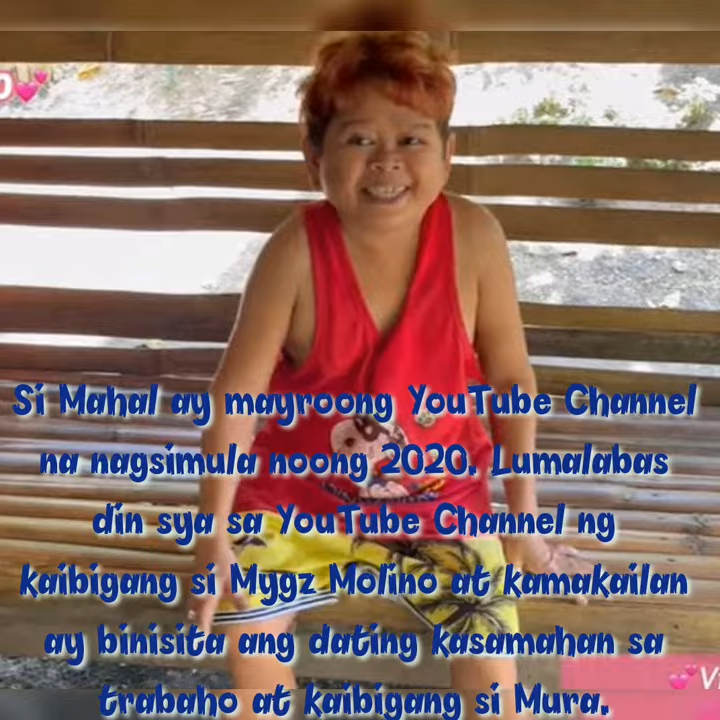 Si Mahal ay mayroong YouTube Channel
na nagsimula noong 2020. Lumalabas
din sya sa YouTube Channel ng
kaibigang si Mygz Molino at kamakailan
ay binisita ang dating kasamahan sa
trabaho at kaibigang si Mura.